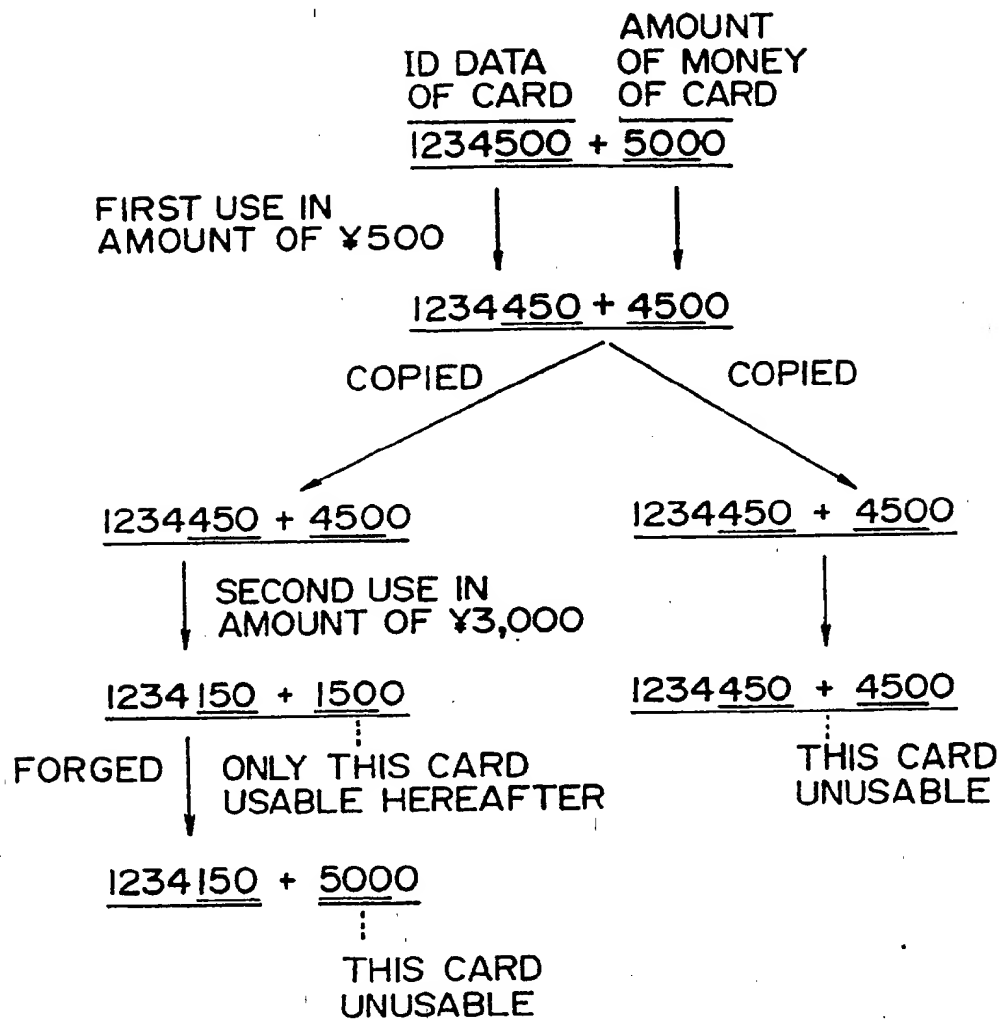 ID DATA
OF CARD
AMOUNT
OF MONEY
OF CARD
1234500 + 5000
FIRST USE IN
AMOUNT OF ¥500
1234450 + 4500
COPIED
COPIED
1234450 + 4500
1234450 + 4500
SECOND USE IN
AMOUNT OF ¥3,000
1234150 + 1500
1234450 + 4500
FORGED
ONLY THIS CARD
USABLE HEREAFTER
THIS CARD
UNUSABLE
1234150 + 5000
THIS CARD
UNUSABLE